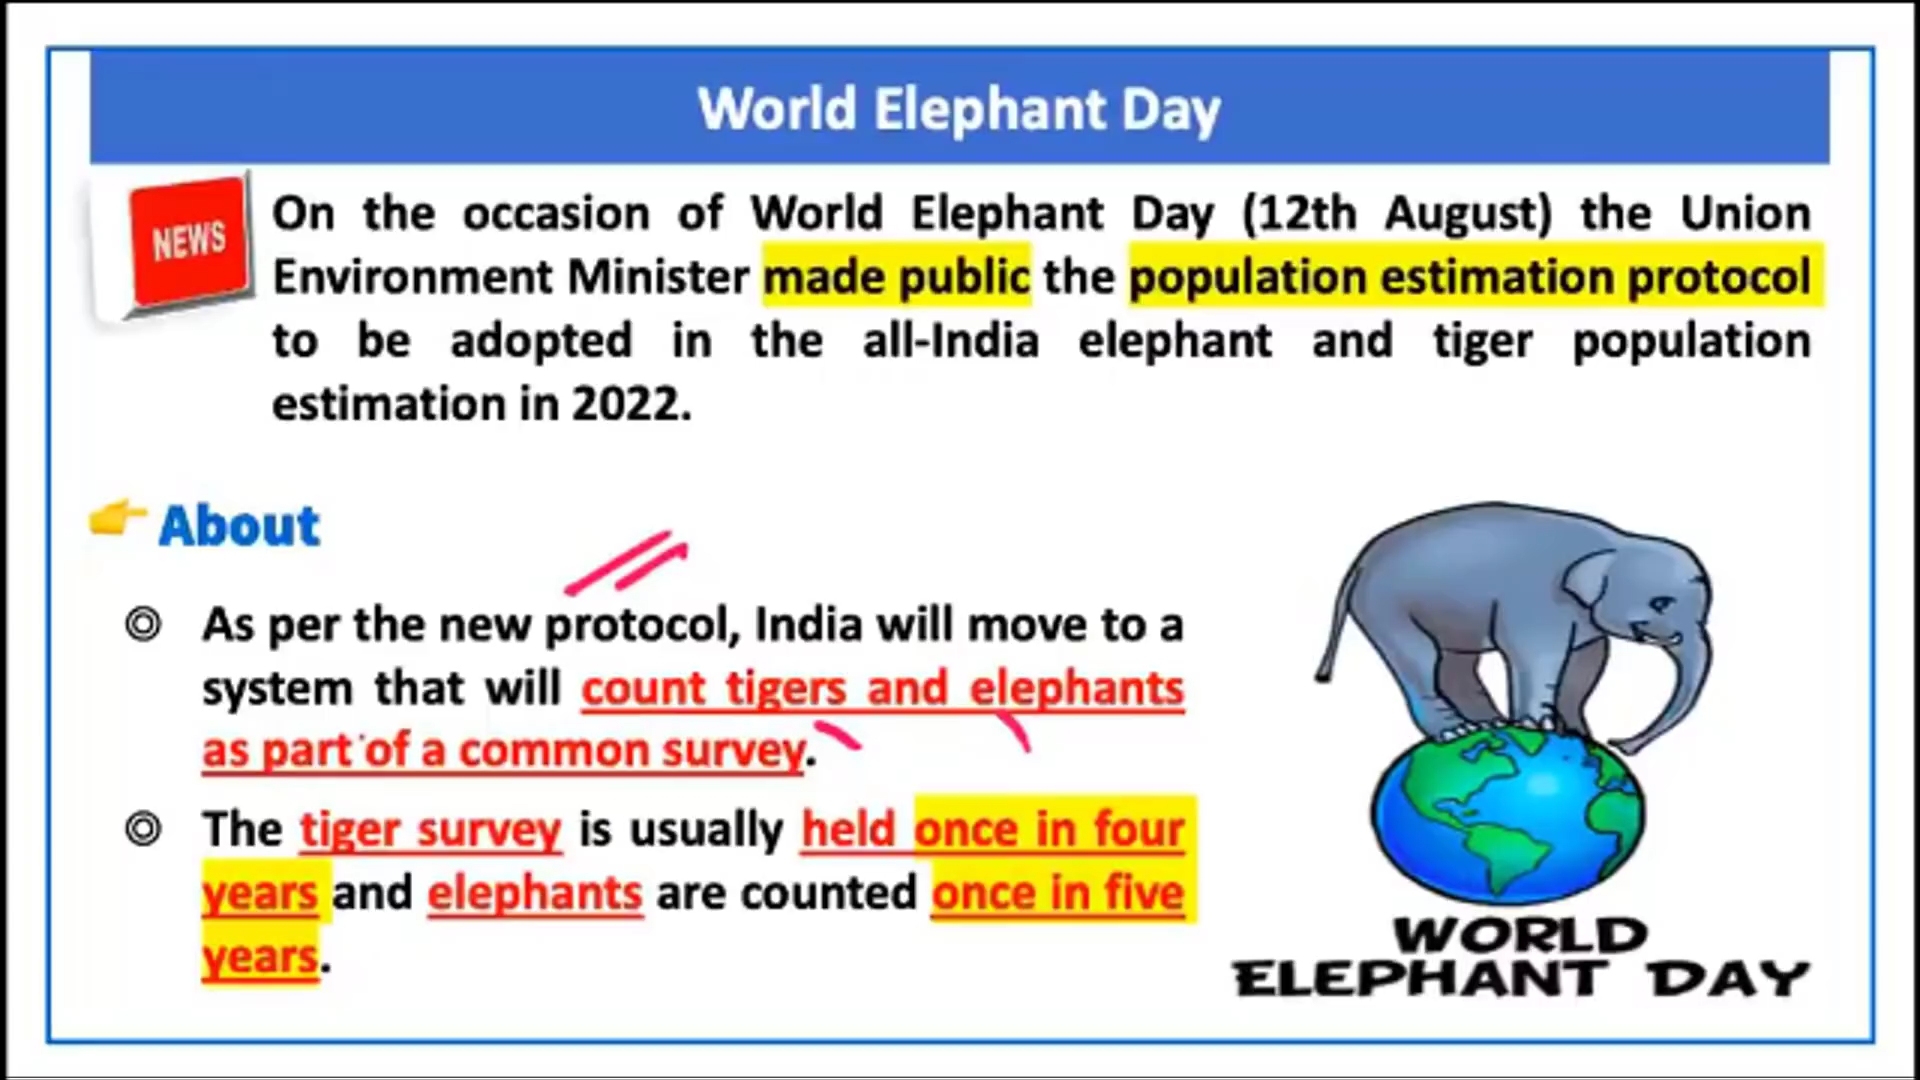 World Elephant Day
NEWS
On the occasion of World Elephant Day (12th August) the Union
Environment Minister made public the population estimation protocol
to be adopted in the all-India elephant and tiger population
estimation in 2022.
About
As per the new protocol, India will move to a
system that will count tigers and elephants
as part of a common survey.
The tiger survey is usually held once in four
years and elephants are counted once in five
years.
WORLD
ELEPHANT DAY